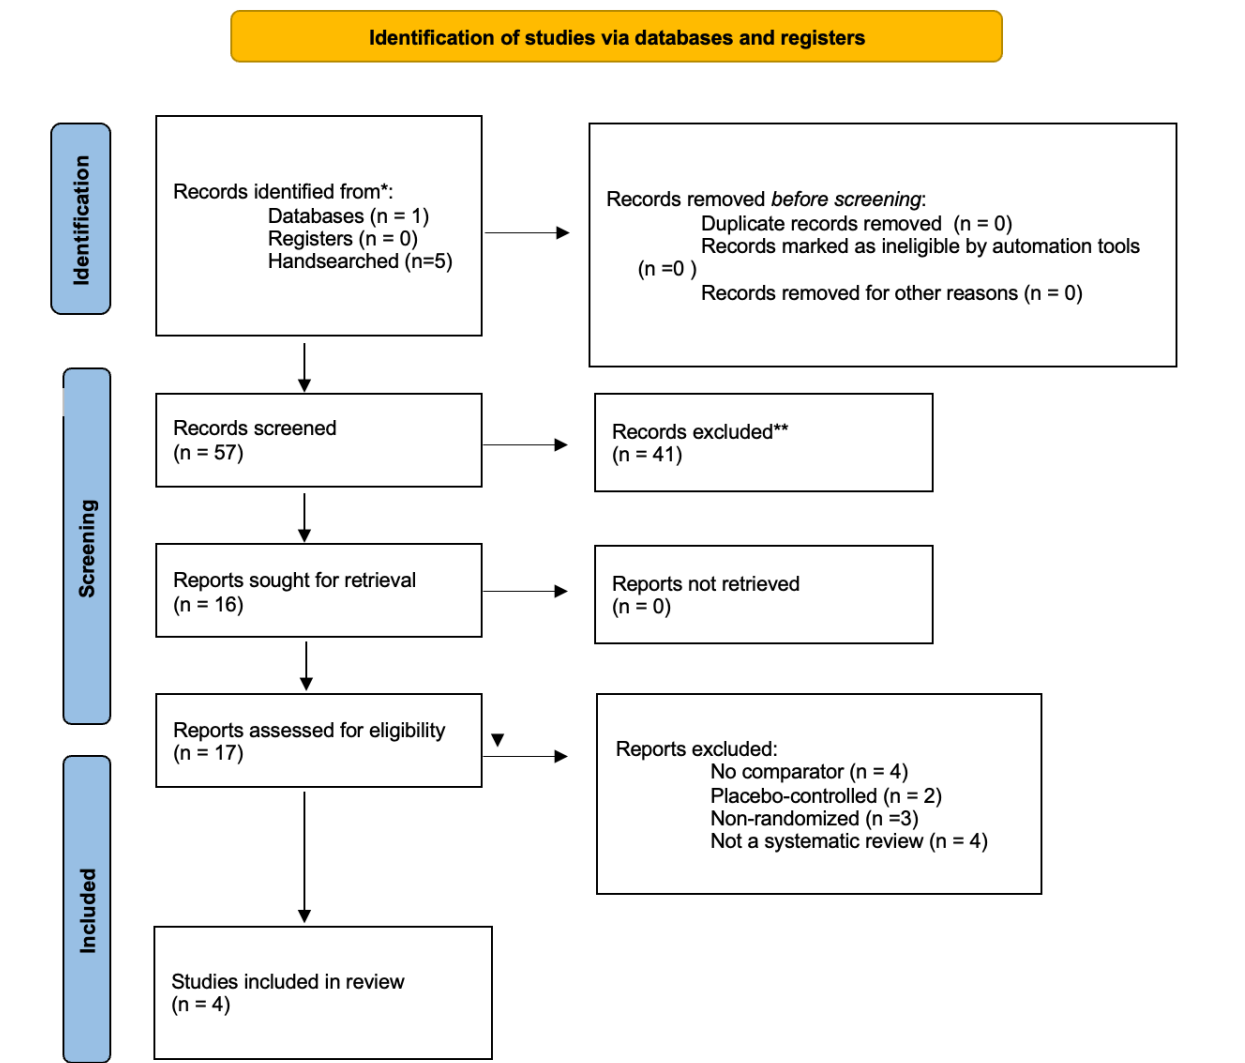 Identification of studies via databases and registers
Identification
Records identified from*:
Databases (n = 1)
Registers (n = 0)
Handsearched (n=5)
Records removed before screening:
Duplicate records removed  (n = 0)
Records marked as ineligible by automation tools
(n =0 )
Records removed for other reasons (n = 0)
Screening
Records screened
(n = 57)
Records excluded**
(n = 41)
Reports sought for retrieval
(n = 16)
Reports not retrieved
(n = 0)
Reports assessed for eligibility
(n = 17)
Reports excluded:
No comparator (n = 4)
Placebo-controlled (n = 2)
Non-randomized (n =3)
Not a systematic review (n = 4)
Included
Studies included in review
(n = 4)